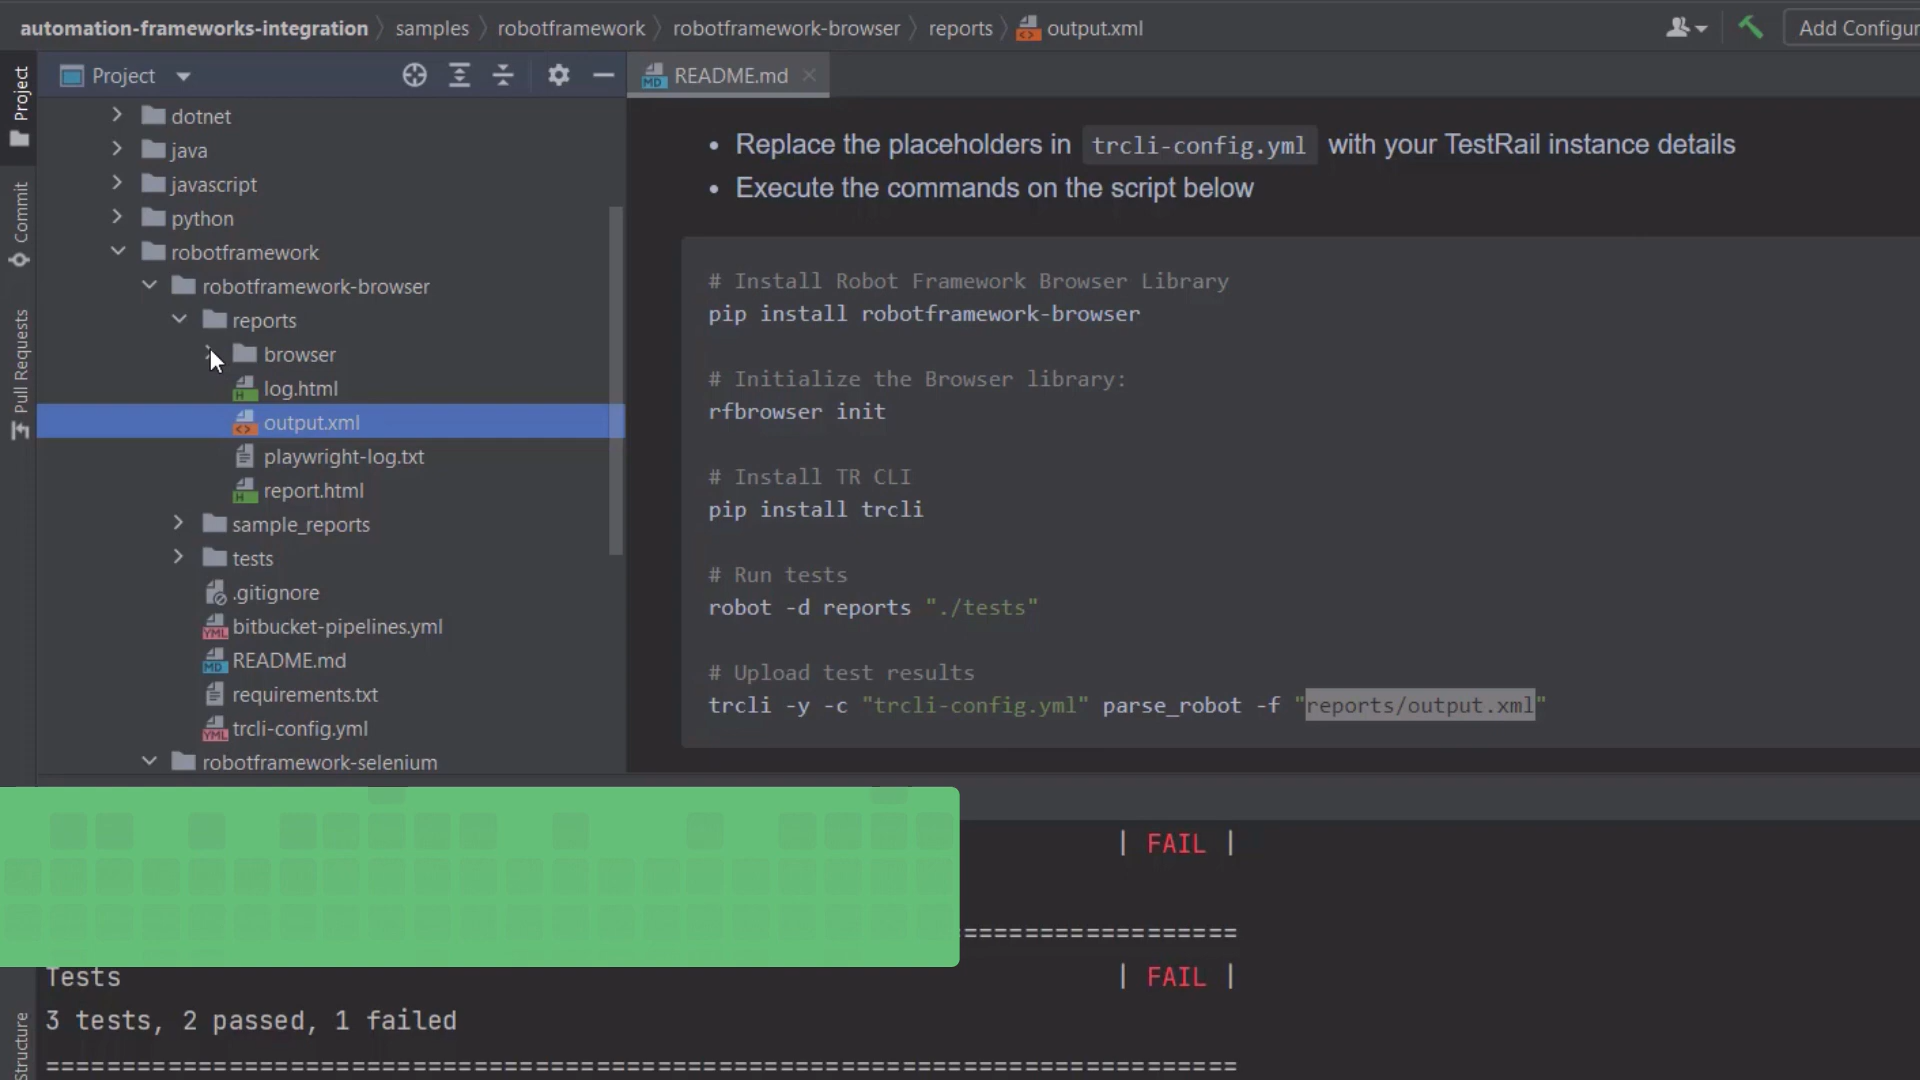 automation-frameworks-integration samples robotframework robotframework-browser reports output.xml Add Configur
Project
README.md
dotnet
java
javascript
python
robotframework
robotframework-browser
reports
browser
log.html
output.xml
playwright-log.txt
report.html
sample_reports
tests
.gitignore
bitbucket-pipelines.yml
README.md
requirements.txt
trcli-config.yml
robotframework-selenium
Project
Commit
Pull Requests
Structure
• Replace the placeholders in trcli-config.yml with your TestRail instance details
• Execute the commands on the script below
# Install Robot Framework Browser Library
pip install robotframework-browser
# Initialize the Browser library:
rfbrowser init
# Install TR CLI
pip install trcli
# Run tests
robot -d reports "./tests"
# Upload test results
trcli -y -c "trcli-config.yml" parse_robot -f "reports/output.xml"
| FAIL |
==================
Tests | FAIL |
3 tests, 2 passed, 1 failed
==============================================================================